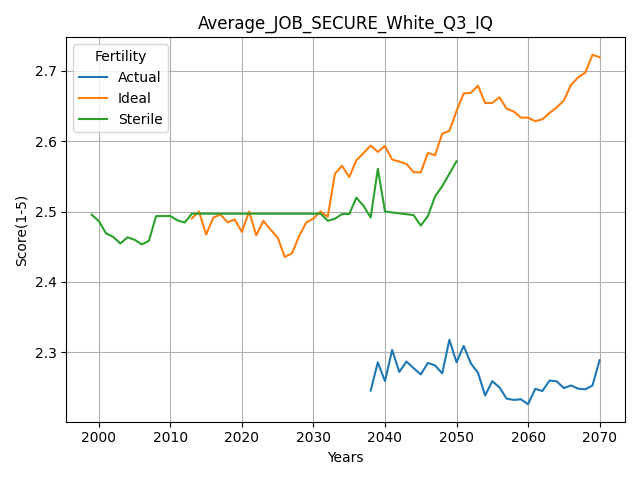 Average_JOB_SECURE_White_Q3_IQ
Fertility
Actual
Ideal
Sterile
Score(1-5)
2.7
2.6
2.5
2.4
2.3
2000 2010 2020 2030 2040 2050 2060 2070
Years